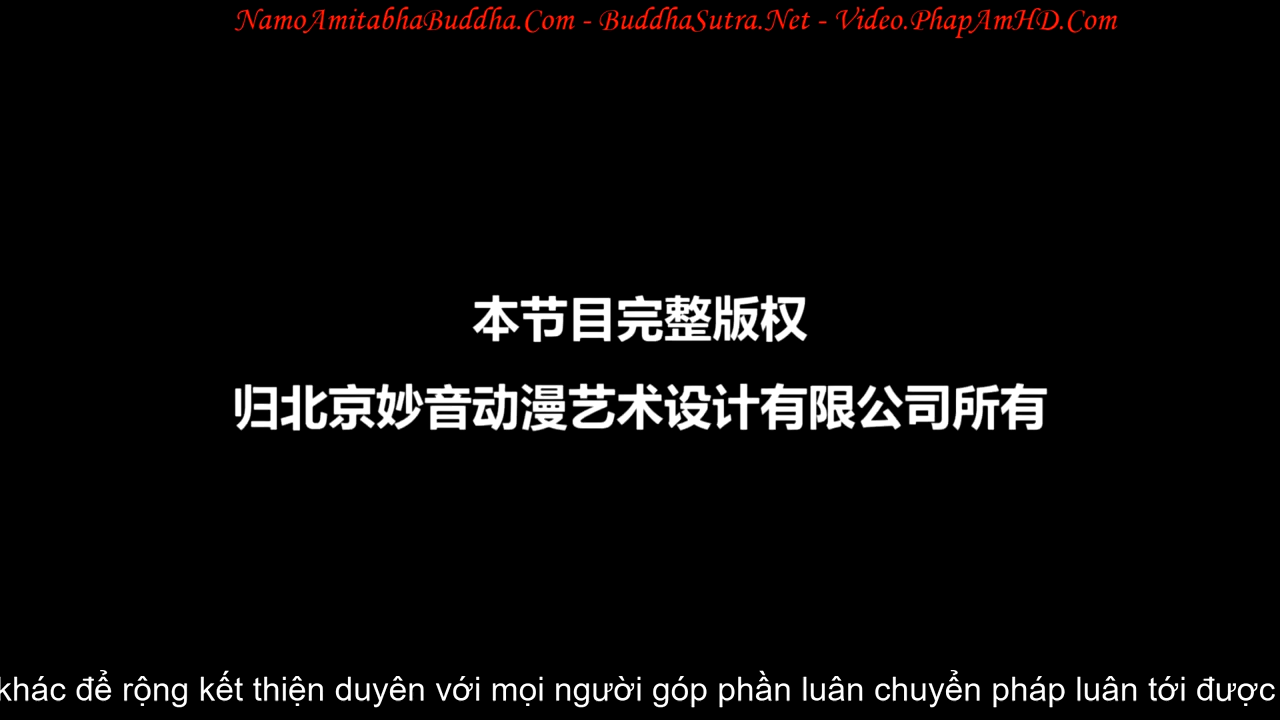 NamoAmitabhaBuddha.Com - BuddhaSutra.Net - Video.PhapAmHD.Com
本节目完整版权
归北京妙音动漫艺术设计有限公司所有
khác để rộng kết thiện duyên với mọi người góp phần luân chuyển pháp luân tới được